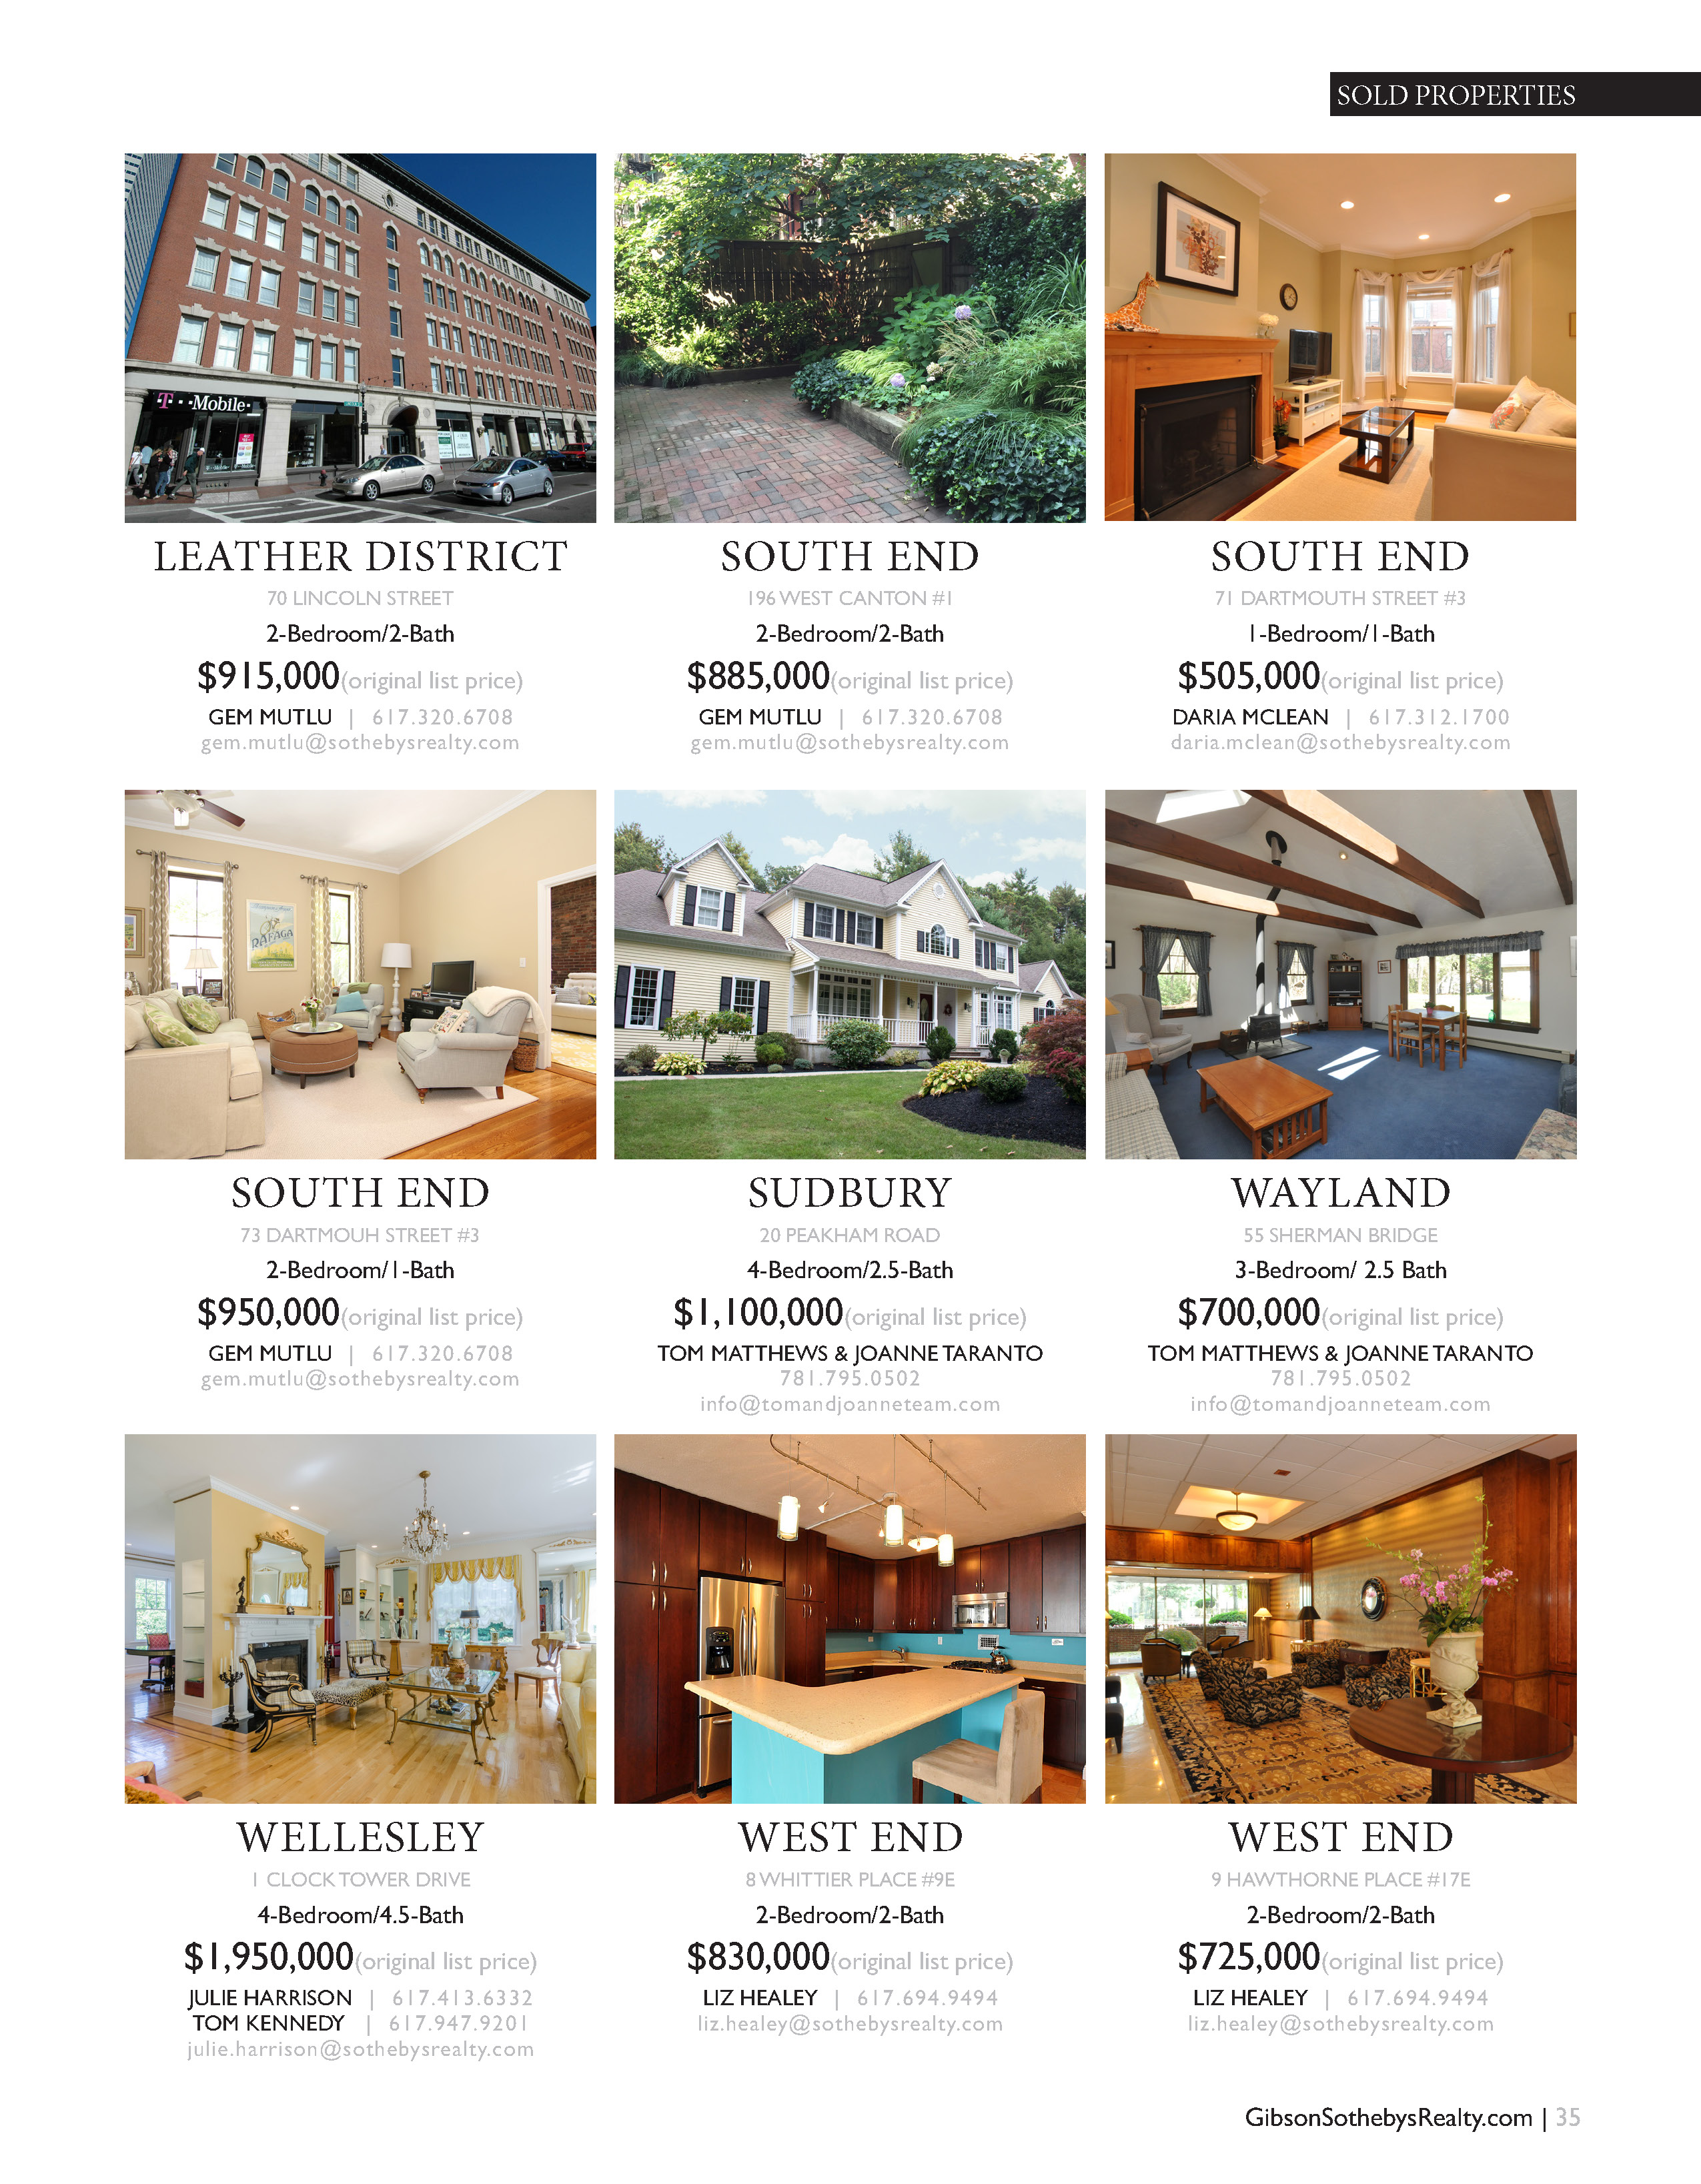 SOLD PROPERTIES
T · · ·Mobile·
RAFAGA
LEATHER DISTRICT
70 LINCOLN STREET
2-Bedroom/2-Bath
$915,000(original list price)
GEM MUTLU | 617.320.6708
gem.mutlu@sothebysrealty.com
SOUTH END
196 WEST CANTON #1
2-Bedroom/2-Bath
$885,000(original list price)
GEM MUTLU | 617.320.6708
gem.mutlu@sothebysrealty.com
SOUTH END
71 DARTMOUTH STREET #3
1-Bedroom/1-Bath
$505,000(original list price)
DARIA MCLEAN | 617.312.1700
daria.mclean@sothebysrealty.com
SOUTH END
73 DARTMOUH STREET #3
2-Bedroom/1-Bath
$950,000(original list price)
GEM MUTLU | 617.320.6708
gem.mutlu@sothebysrealty.com
SUDBURY
20 PEAKHAM ROAD
4-Bedroom/2.5-Bath
$1,100,000(original list price)
TOM MATTHEWS & JOANNE TARANTO
781.795.0502
info@tomandjoanneteam.com
WAYLAND
55 SHERMAN BRIDGE
3-Bedroom/ 2.5 Bath
$700,000(original list price)
TOM MATTHEWS & JOANNE TARANTO
781.795.0502
info@tomandjoanneteam.com
WELLESLEY
1 CLOCK TOWER DRIVE
4-Bedroom/4.5-Bath
$1,950,000(original list price)
JULIE HARRISON | 617.413.6332
TOM KENNEDY | 617.947.9201
julie.harrison@sothebysrealty.com
WEST END
8 WHITTIER PLACE #9E
2-Bedroom/2-Bath
$830,000(original list price)
LIZ HEALEY | 617.694.9494
liz.healey@sothebysrealty.com
WEST END
9 HAWTHORNE PLACE #17E
2-Bedroom/2-Bath
$725,000(original list price)
LIZ HEALEY | 617.694.9494
liz.healey@sothebysrealty.com
GibsonSothebysRealty.com | 35